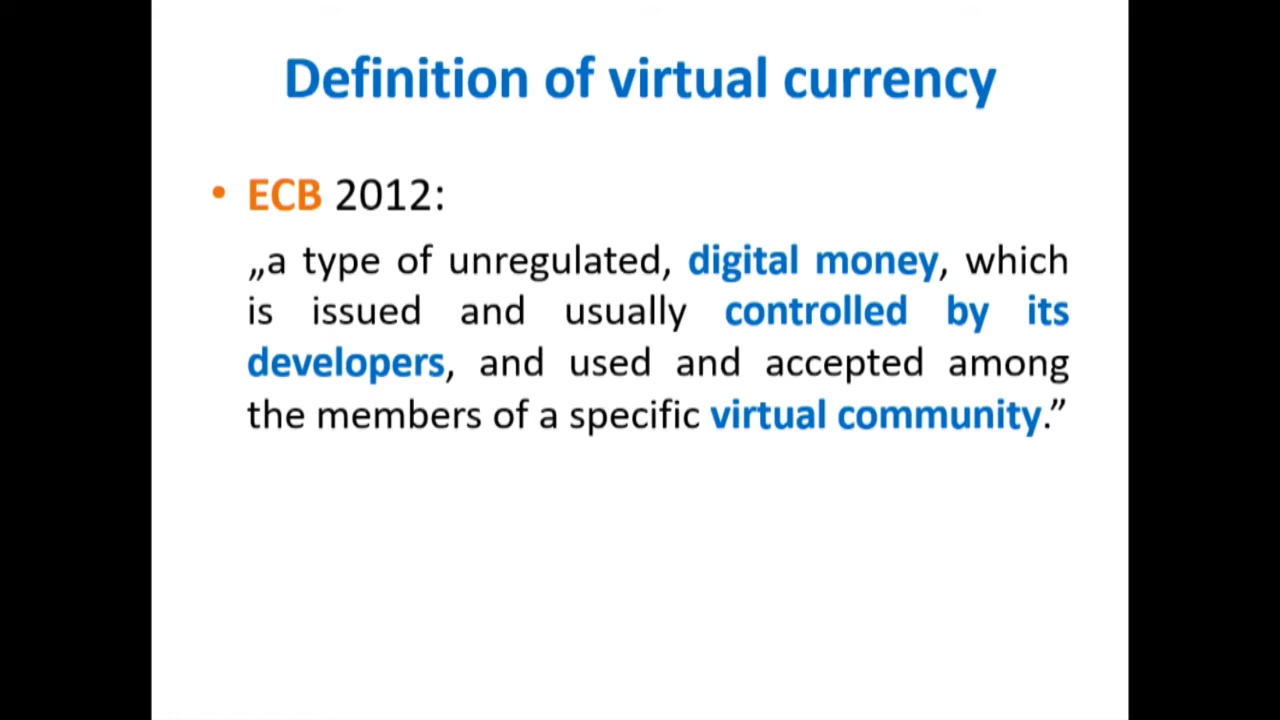 Definition of virtual currency
• ECB 2012:
„a type of unregulated, digital money, which
is issued and usually controlled by its
developers, and used and accepted among
the members of a specific virtual community.”